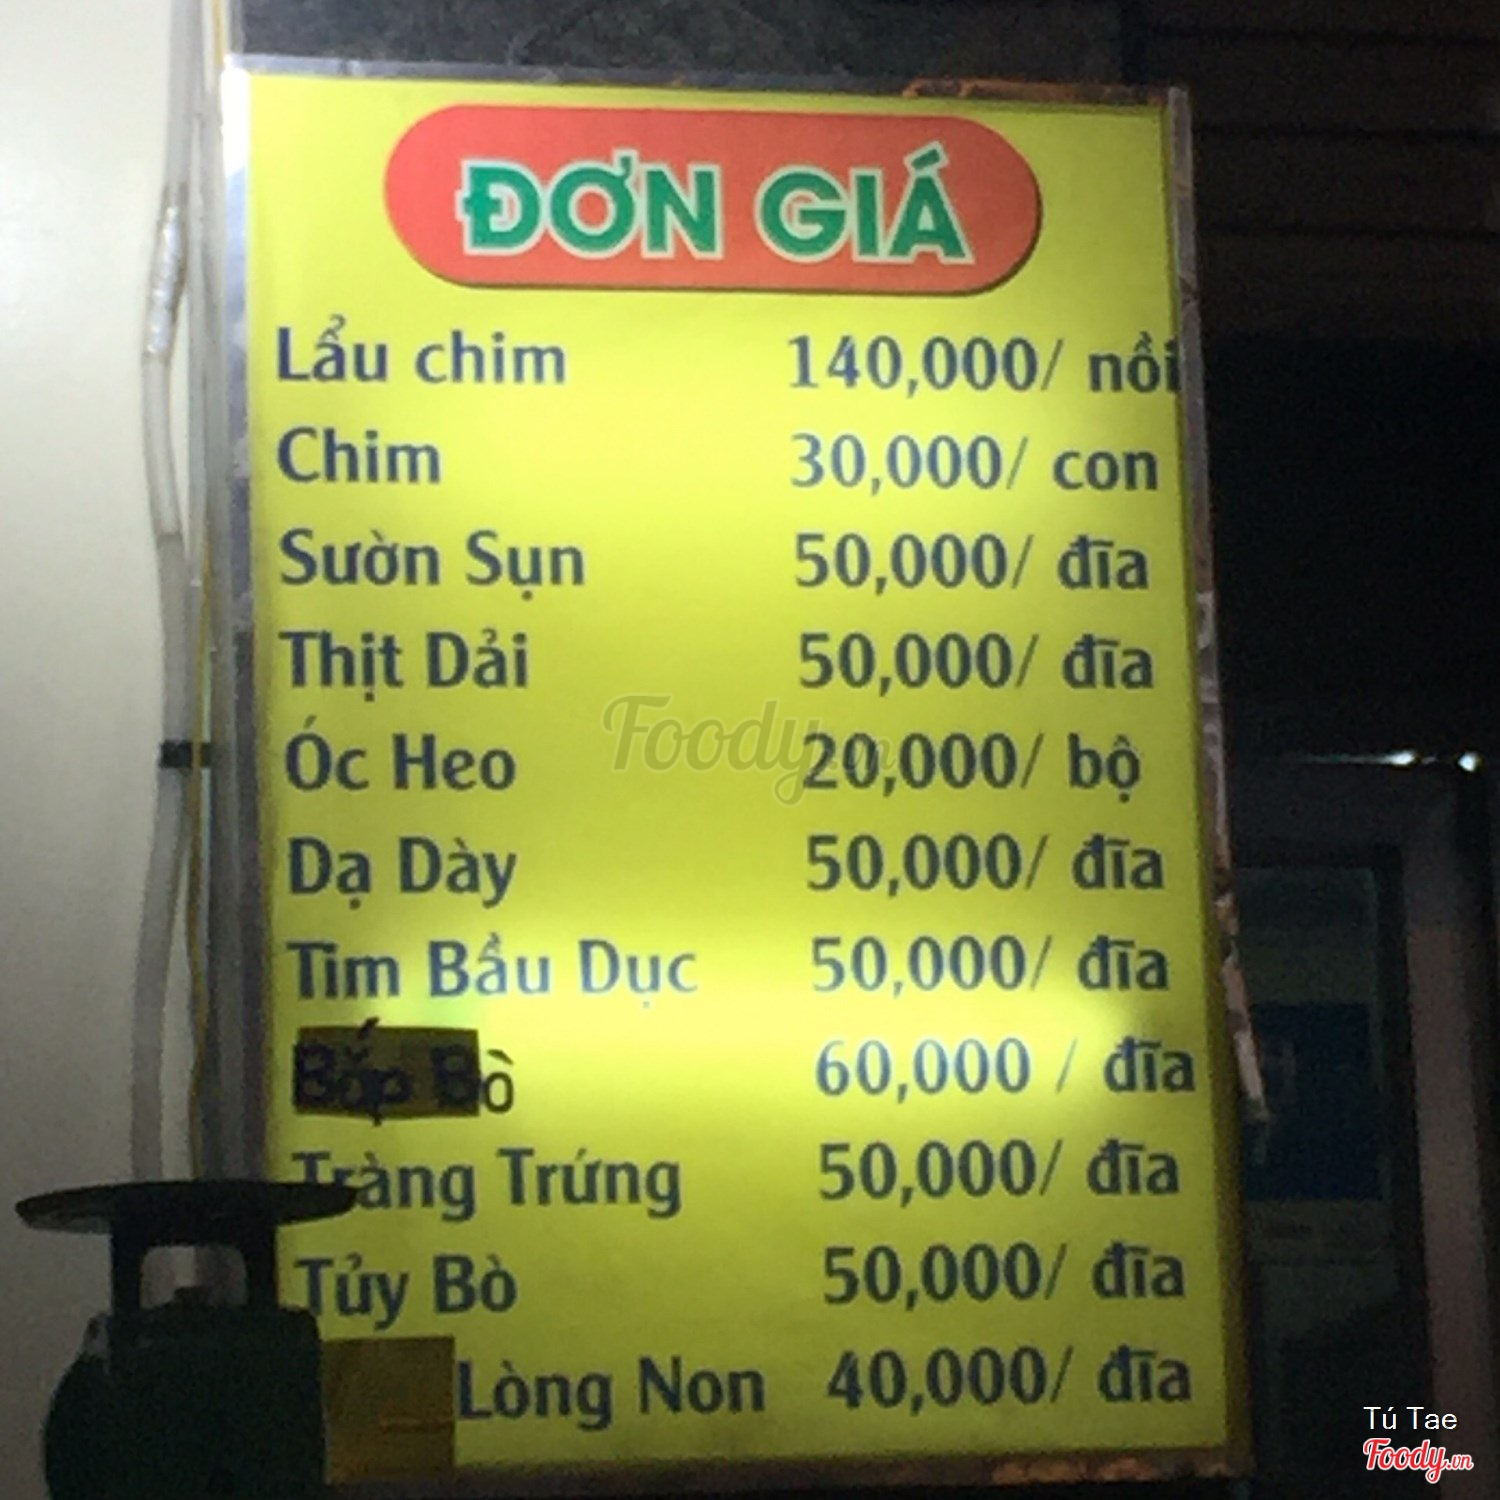 ĐƠN GIÁ
Lẩu chim 140,000/ nồi
Chim 30,000/ con
Sườn Sụn 50,000/ đĩa
Thịt Dải 50,000/ đĩa
Óc Heo 20,000/ bộ
Dạ Dày 50,000/ đĩa
Tim Bầu Dục 50,000/ đĩa
Bắp Bò 60,000 / đĩa
Tràng Trứng 50,000/ đĩa
Tủy Bò 50,000/ đĩa
Lòng Non 40,000/ đĩa
Foody.vn
Tú Tae
Foody.vn